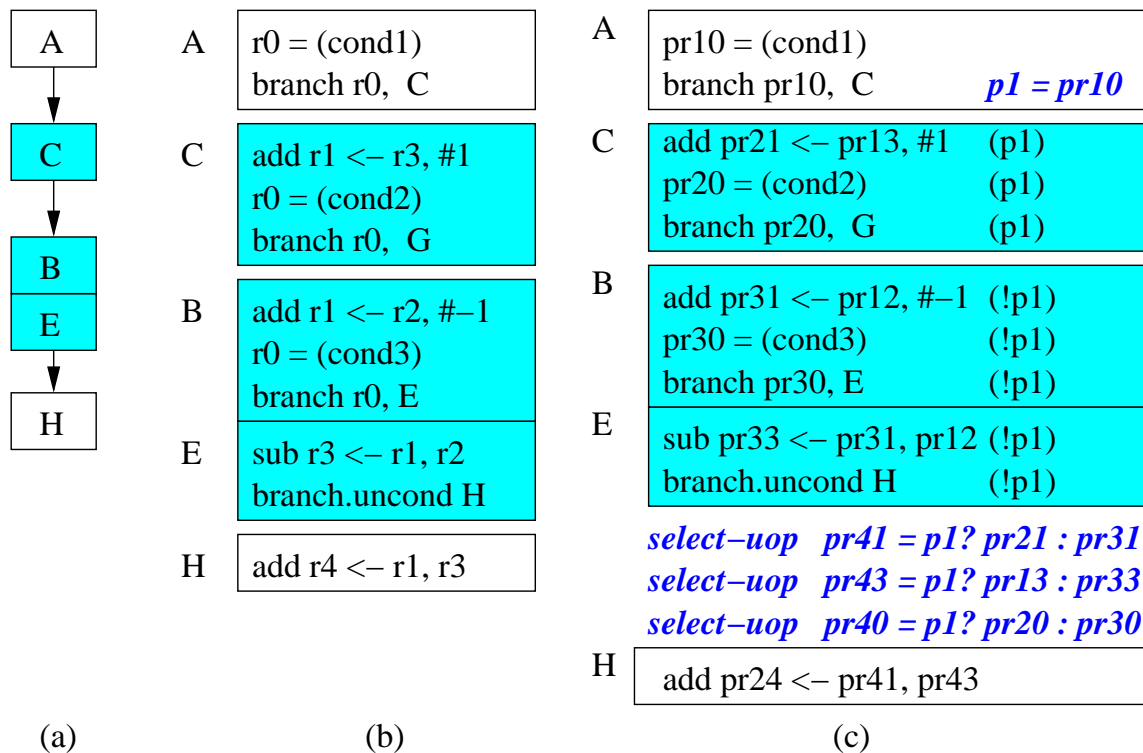 A
C
B
E
H
(a)
A
r0 = (cond1)
branch r0, C
C
add r1 <− r3, #1
r0 = (cond2)
branch r0, G
B
add r1 <− r2, #−1
r0 = (cond3)
branch r0, E
E
sub r3 <− r1, r2
branch.uncond H
H
add r4 <− r1, r3
(b)
A
pr10 = (cond1)
branch pr10, C p1 = pr10
C
add pr21 <− pr13, #1 (p1)
pr20 = (cond2) (p1)
branch pr20, G (p1)
B
add pr31 <− pr12, #−1 (!p1)
pr30 = (cond3) (!p1)
branch pr30, E (!p1)
E
sub pr33 <− pr31, pr12 (!p1)
branch.uncond H (!p1)
select−uop pr41 = p1? pr21 : pr31
select−uop pr43 = p1? pr13 : pr33
select−uop pr40 = p1? pr20 : pr30
H
add pr24 <− pr41, pr43
(c)